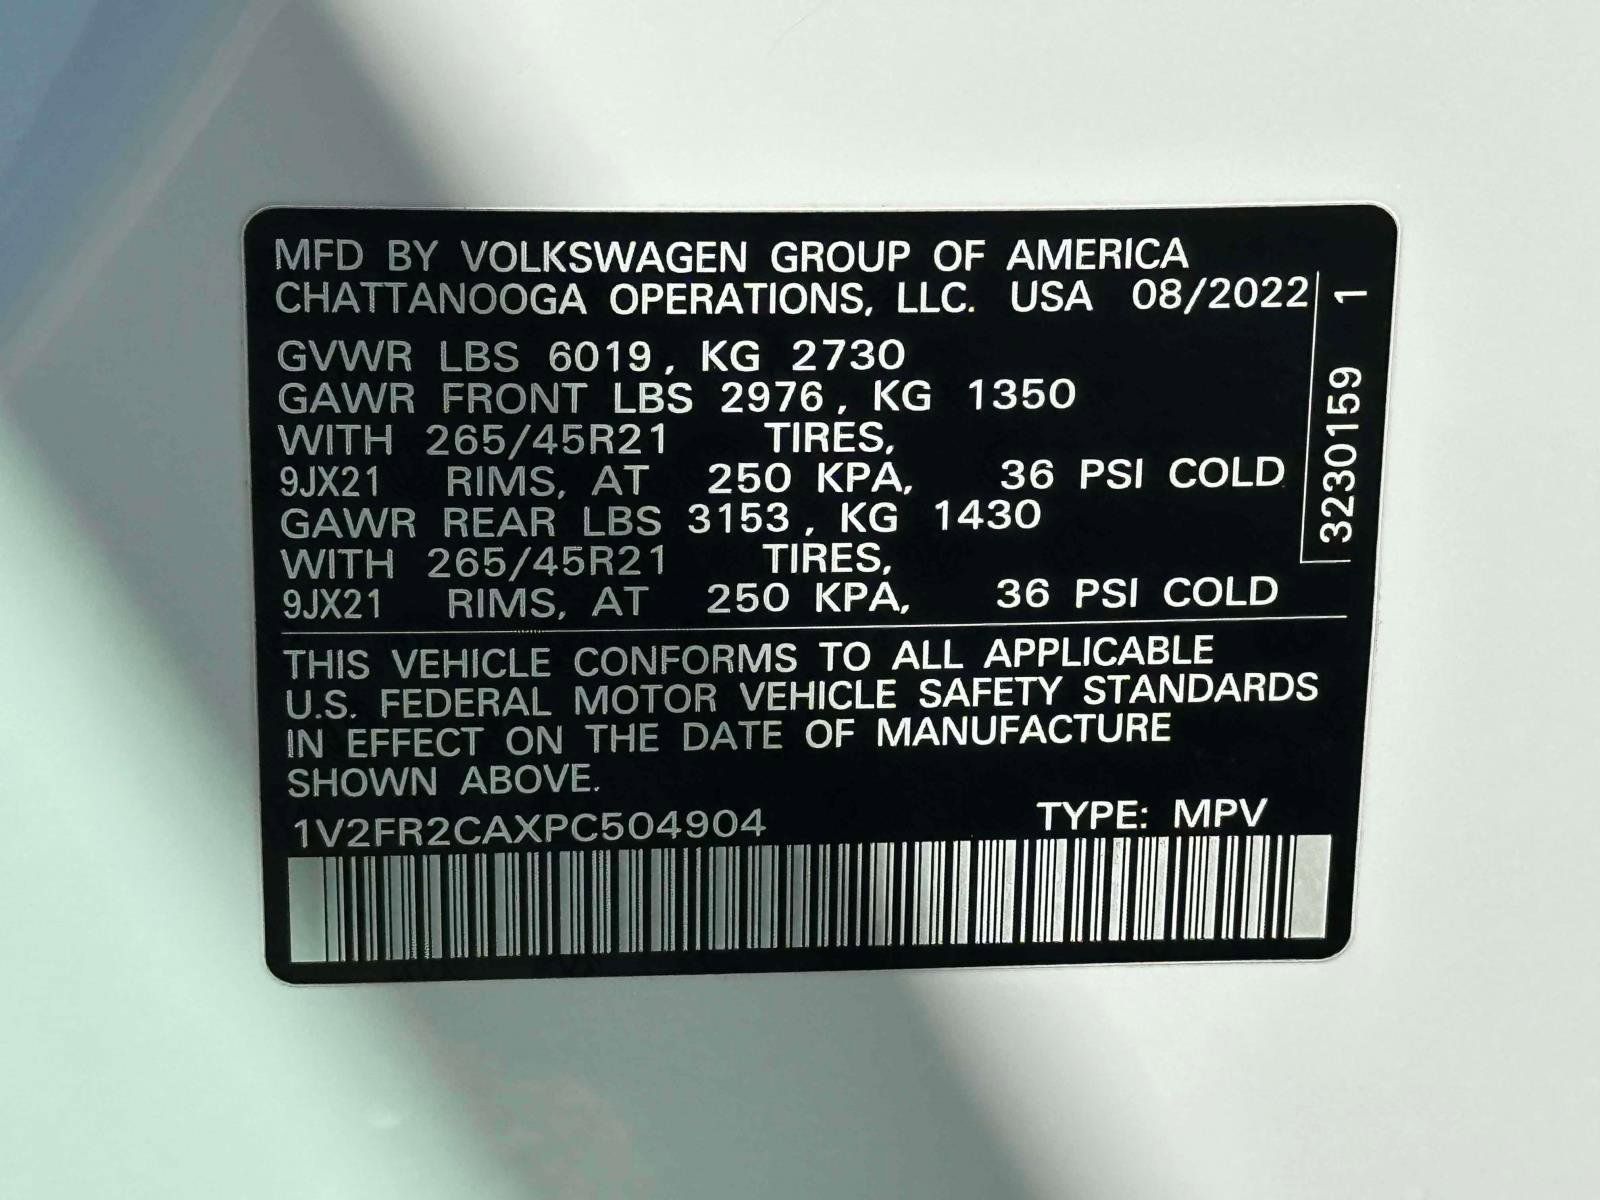 MFD BY VOLKSWAGEN GROUP OF AMERICA
CHATTANOOGA OPERATIONS, LLC. USA 08/2022
GVWR LBS 6019, KG 2730
GAWR FRONT LBS 2976, KG 1350
WITH 265/45R21 TIRES,
9JX21 RIMS, AT 250 KPA, 36 PSI COLD
GAWR REAR LBS 3153, KG 1430
WITH 265/45R21 TIRES,
9JX21 RIMS, AT 250 KPA, 36 PSI COLD
THIS VEHICLE CONFORMS TO ALL APPLICABLE
U.S. FEDERAL MOTOR VEHICLE SAFETY STANDARDS
IN EFFECT ON THE DATE OF MANUFACTURE
SHOWN ABOVE.
1V2FR2CAXPC504904 TYPE: MPV
3230159 1